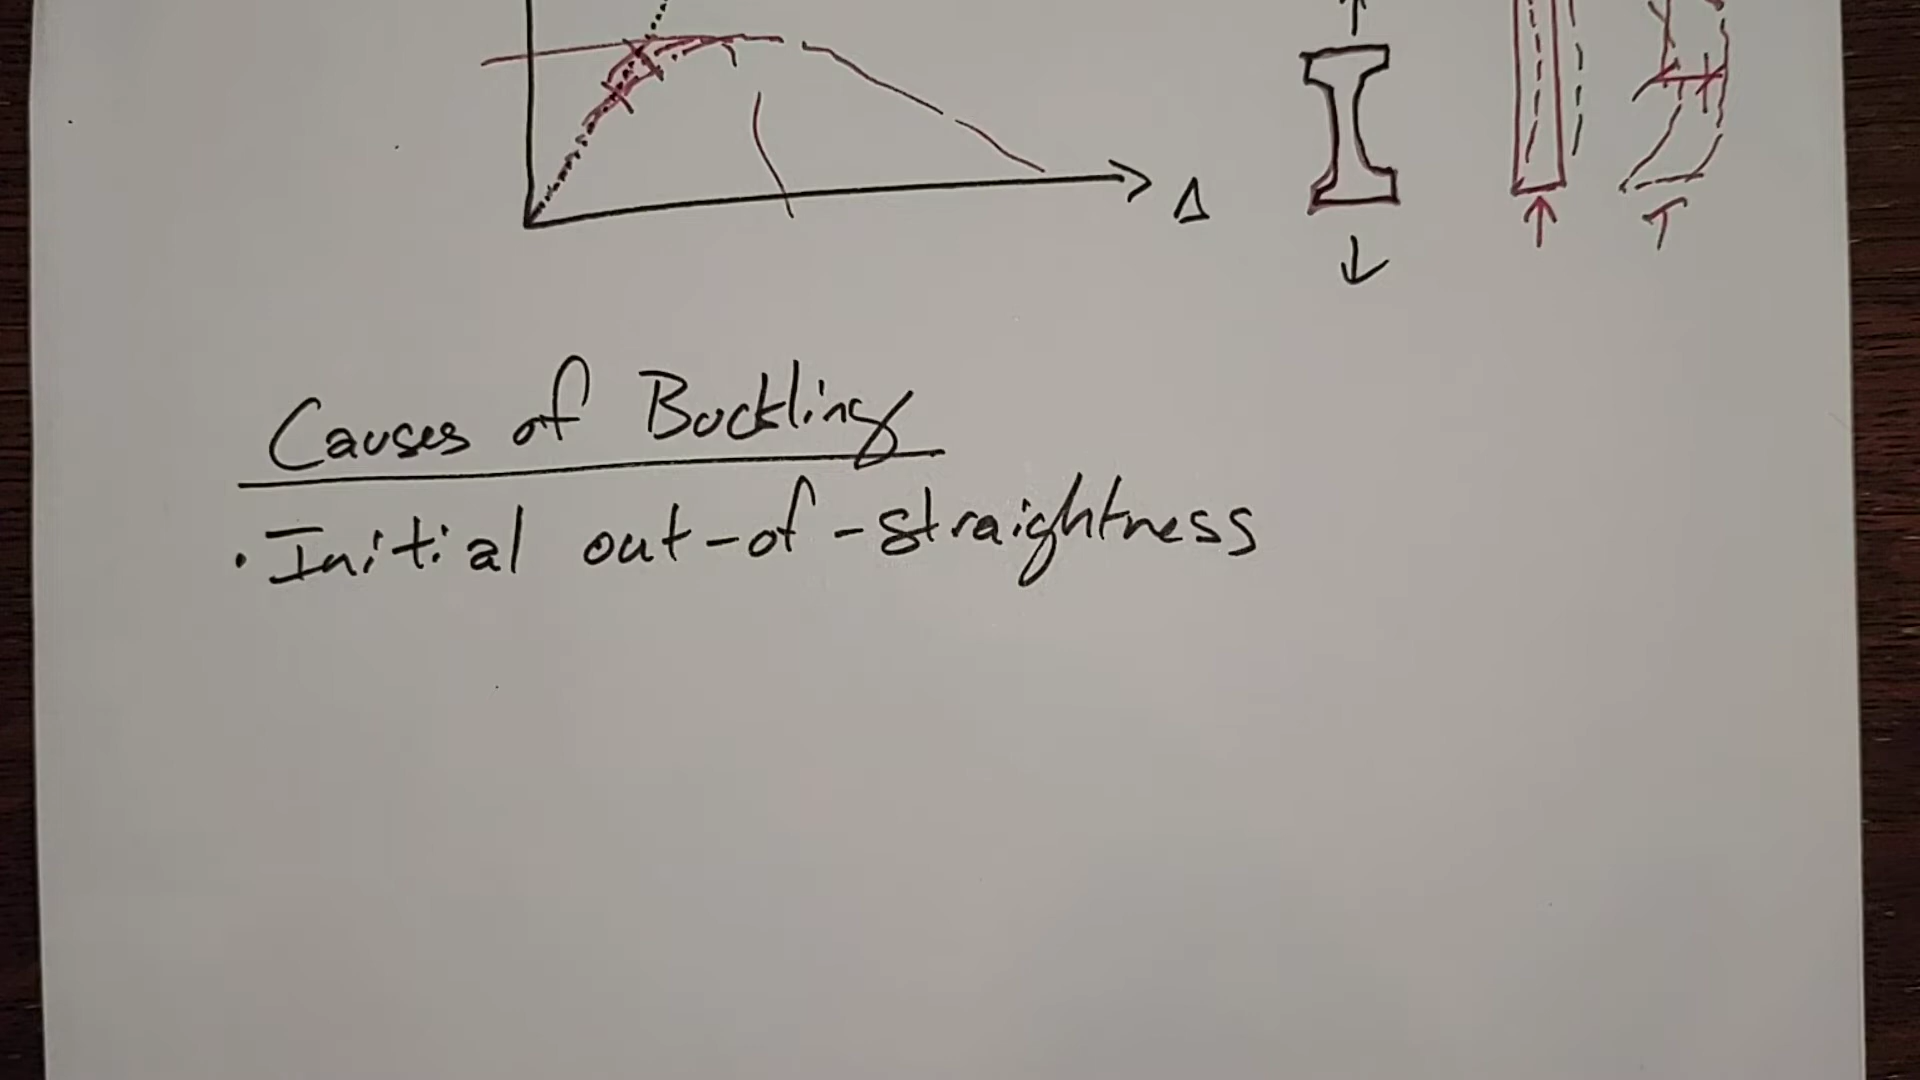 Δ
Causes of Buckling
• Initial out-of-straightness